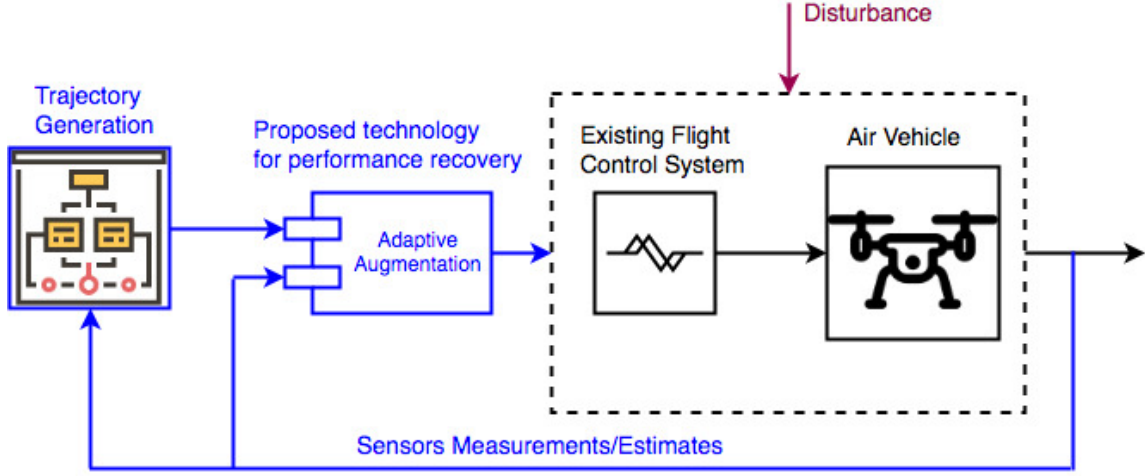 Disturbance
Trajectory
Generation
Proposed technology
for performance recovery
Existing Flight
Control System
Air Vehicle
Adaptive
Augmentation
Sensors Measurements/Estimates